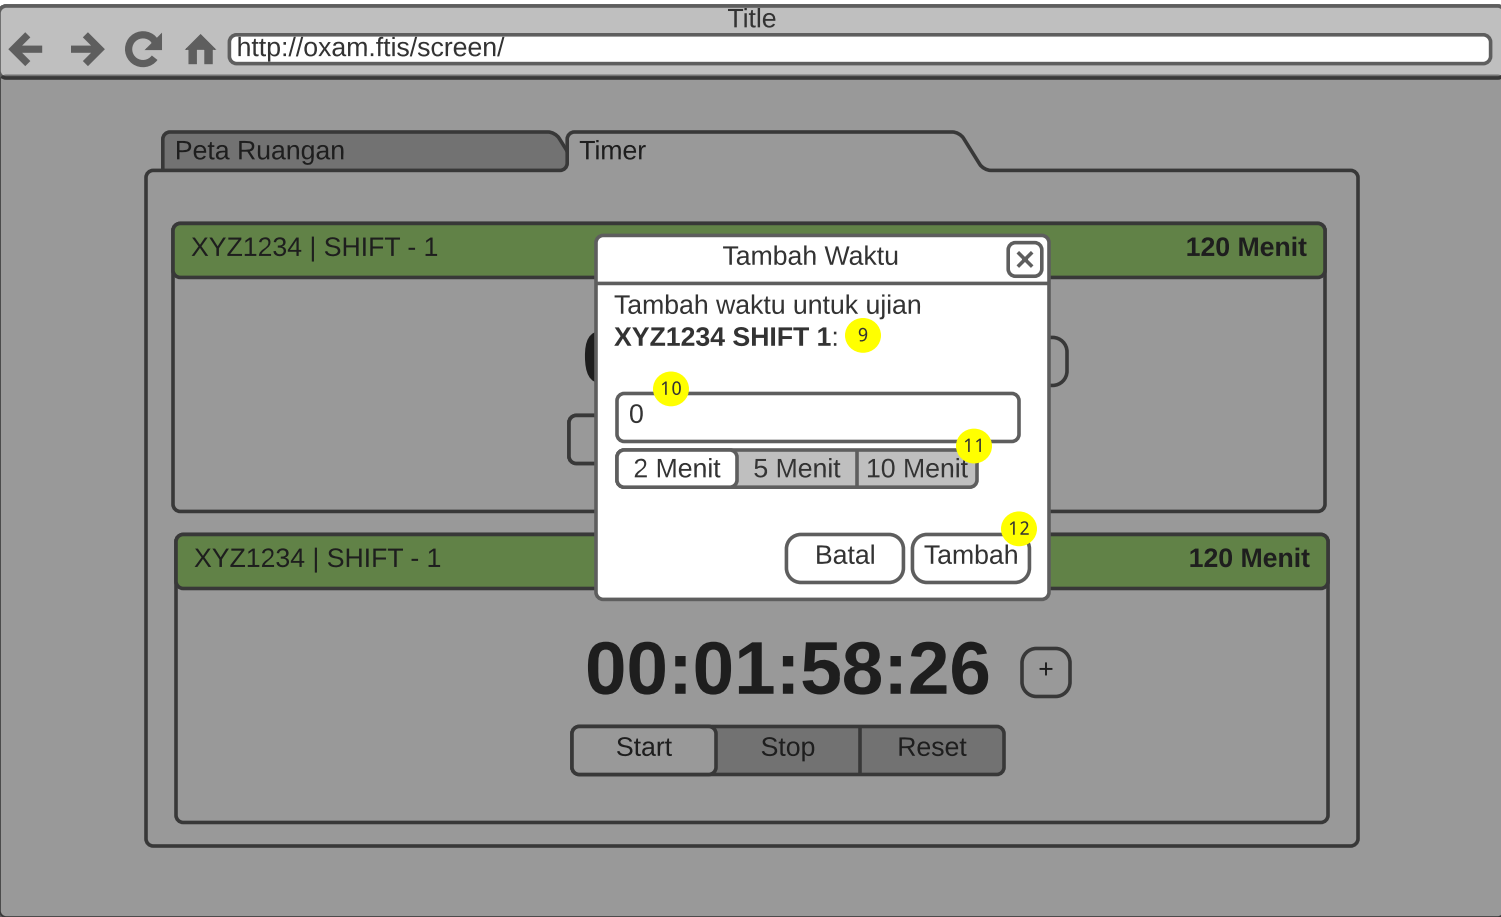 Title
http://oxam.ftis/screen/
Peta Ruangan
Timer
XYZ1234 | SHIFT - 1
120 Menit
Tambah Waktu
Tambah waktu untuk ujian
XYZ1234 SHIFT 1: 9
10
0
11
2 Menit
5 Menit
10 Menit
12
Batal
Tambah
XYZ1234 | SHIFT - 1
120 Menit
00:01:58:26
+
Start
Stop
Reset